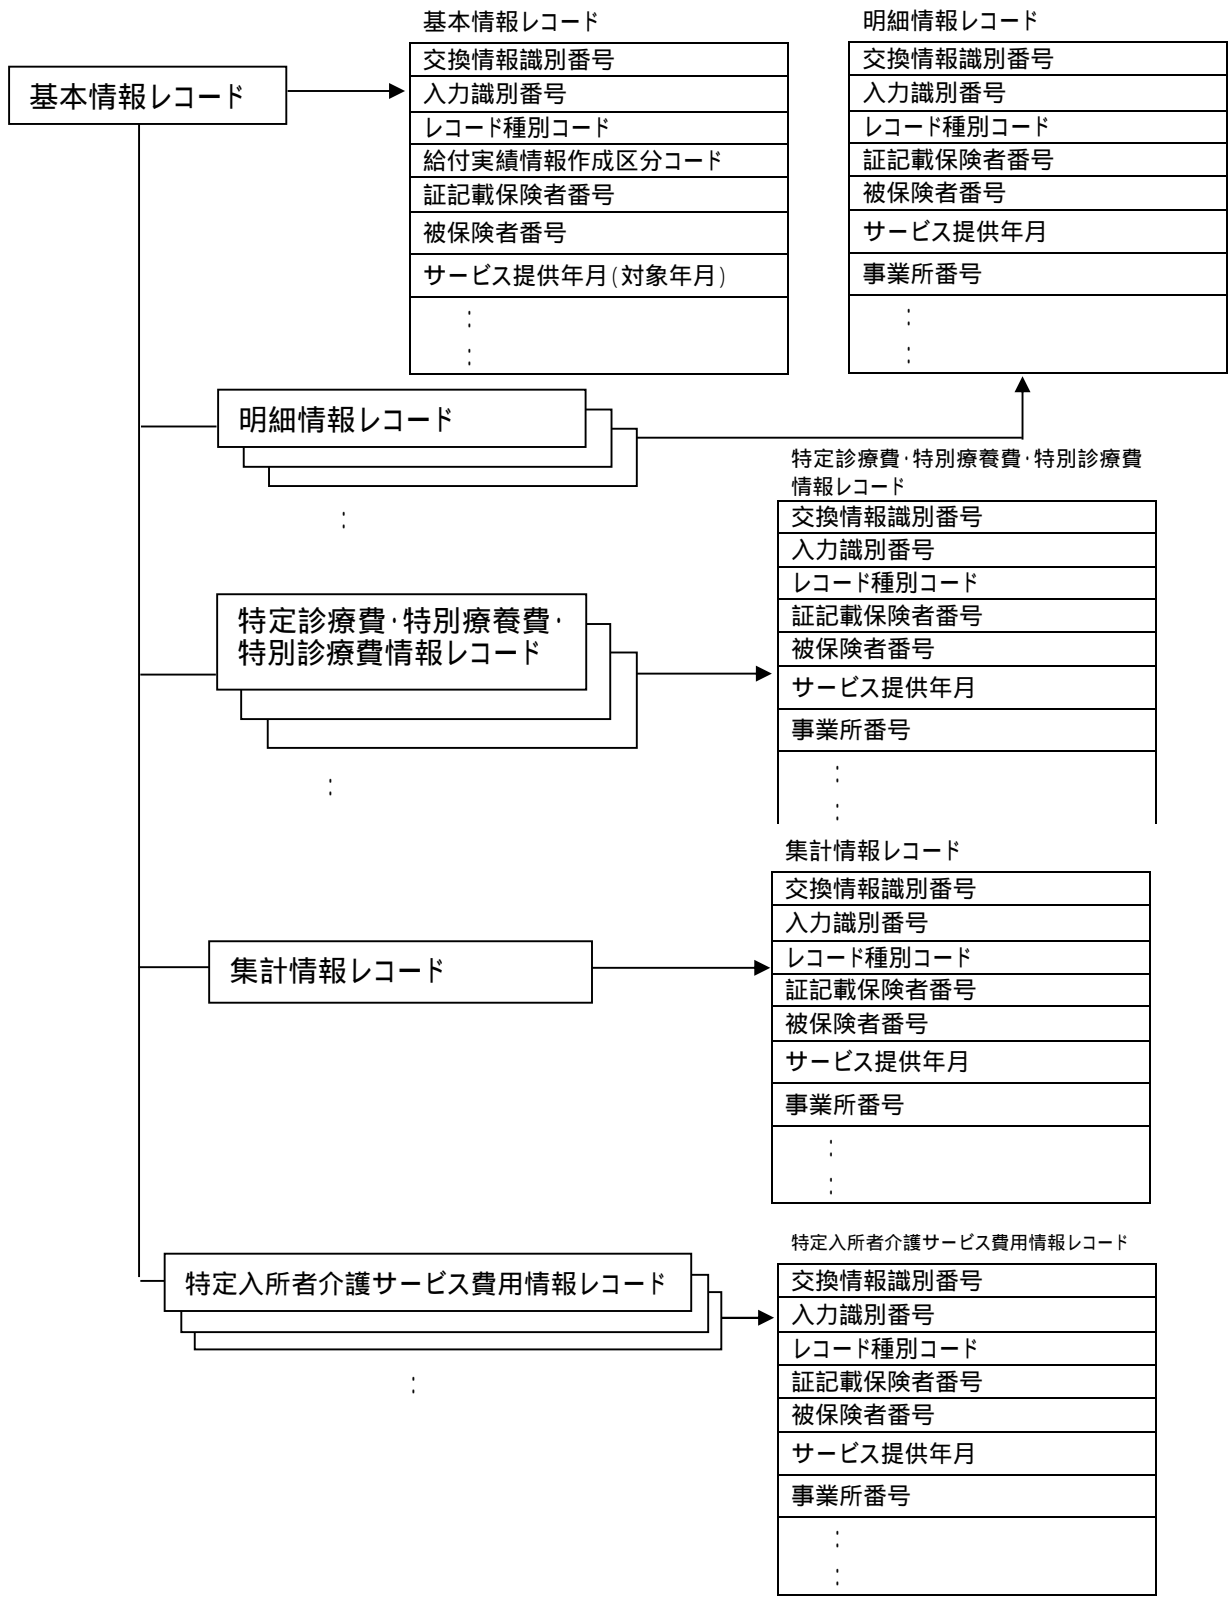 基本情報レコード
基本情報レコード
交換情報識別番号
入力識別番号
レコード種別コード
給付実績情報作成区分コード
証記載保険者番号
被保険者番号
サービス提供年月(対象年月)
:
:
明細情報レコード
交換情報識別番号
入力識別番号
レコード種別コード
証記載保険者番号
被保険者番号
サービス提供年月
事業所番号
:
:
明細情報レコード
:
特定診療費・特別療養費・
特別診療費情報レコード
:
特定診療費・特別療養費・特別診療費
情報レコード
交換情報識別番号
入力識別番号
レコード種別コード
証記載保険者番号
被保険者番号
サービス提供年月
事業所番号
:
:
集計情報レコード
集計情報レコード
交換情報識別番号
入力識別番号
レコード種別コード
証記載保険者番号
被保険者番号
サービス提供年月
事業所番号
:
:
特定入所者介護サービス費用情報レコード
:
特定入所者介護サービス費用情報レコード
交換情報識別番号
入力識別番号
レコード種別コード
証記載保険者番号
被保険者番号
サービス提供年月
事業所番号
:
: